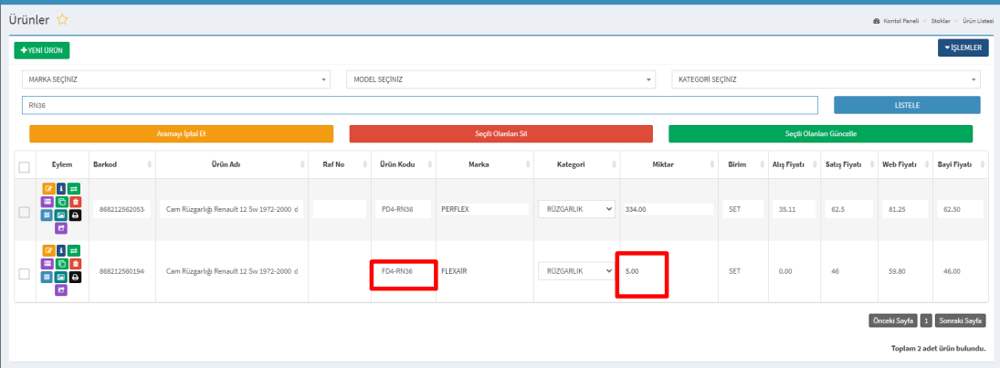 Ürünler
Kontol Paneli > Stoklar > Ürün Listesi
+YENİ ÜRÜN
İŞLEMLER
MARKA SEÇİNİZ
MODEL SEÇİNİZ
KATEGORİ SEÇİNİZ
RN36
LİSTELE
Aramayı İptal Et
Seçili Olanları Sil
Seçili Olanları Güncelle
Eylem Barkod Ürün Adı Raf No Ürün Kodu Marka Kategori Miktar Birim Alış Fiyatı Satış Fiyatı Web Fiyatı Bayi Fiyatı
868212562053 Cam Rüzgarlığı Renault 12 Sw 1972-2000 d PD4-RN36 PERFLEX RÜZGARLIK 334.00 SET 35.11 62.5 81.25 62.50
868212560194 Cam Rüzgarlığı Renault 12 Sw 1972-2000 d FD4-RN36 FLEXAİR RÜZGARLIK 5.00 SET 0.00 46 59.80 46.00
Önceki Sayfa 1 Sonraki Sayfa
Toplam 2 adet ürün bulundu.